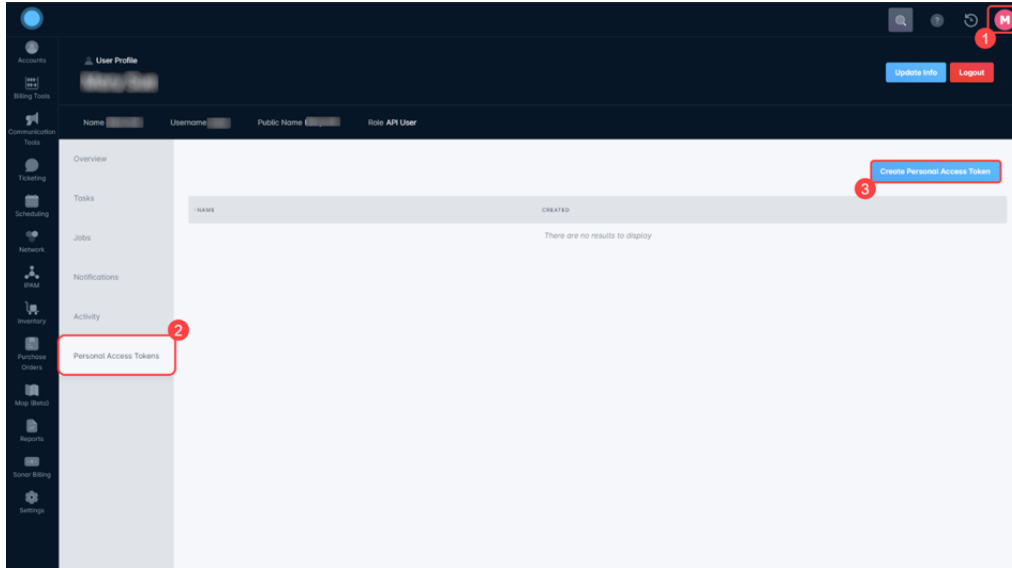 M
1
Accounts
Billing Tools
Communication
Tools
Ticketing
Scheduling
Network
IPAM
Inventory
Purchase
Orders
Map (Beta)
Reports
Sonar Billing
Settings
User Profile
Update Info
Logout
Name
Username
Public Name
Role API User
Overview
Tasks
Jobs
Notifications
Activity
2
Personal Access Tokens
Create Personal Access Token
3
NAME
CREATED
There are no results to display